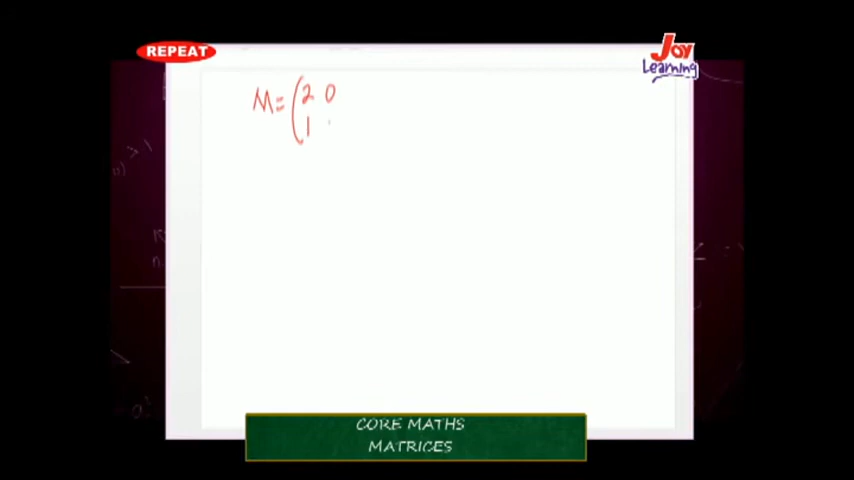 REPEAT
Joy
Learning
M = (2 0
1
CORE MATHS
MATRICES